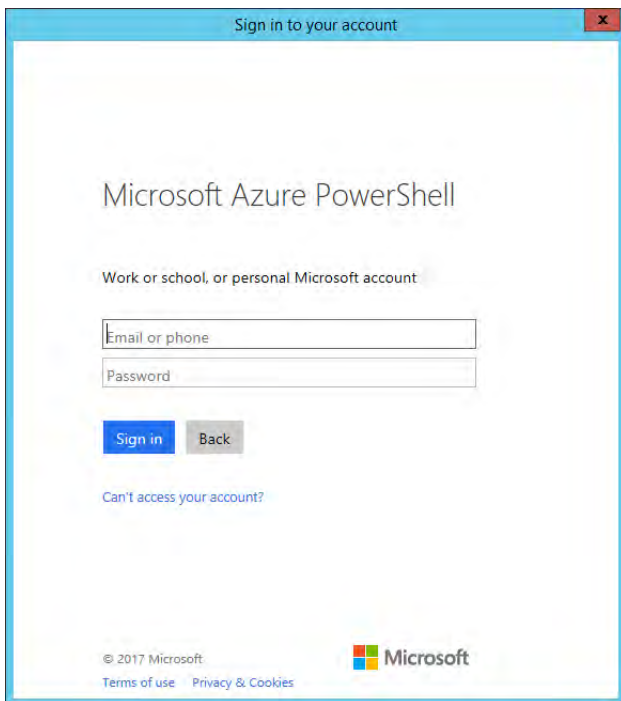 Sign in to your account
x
Microsoft Azure PowerShell
Work or school, or personal Microsoft account
Email or phone
Password
Sign in Back
Can't access your account?
© 2017 Microsoft
Microsoft
Terms of use Privacy & Cookies